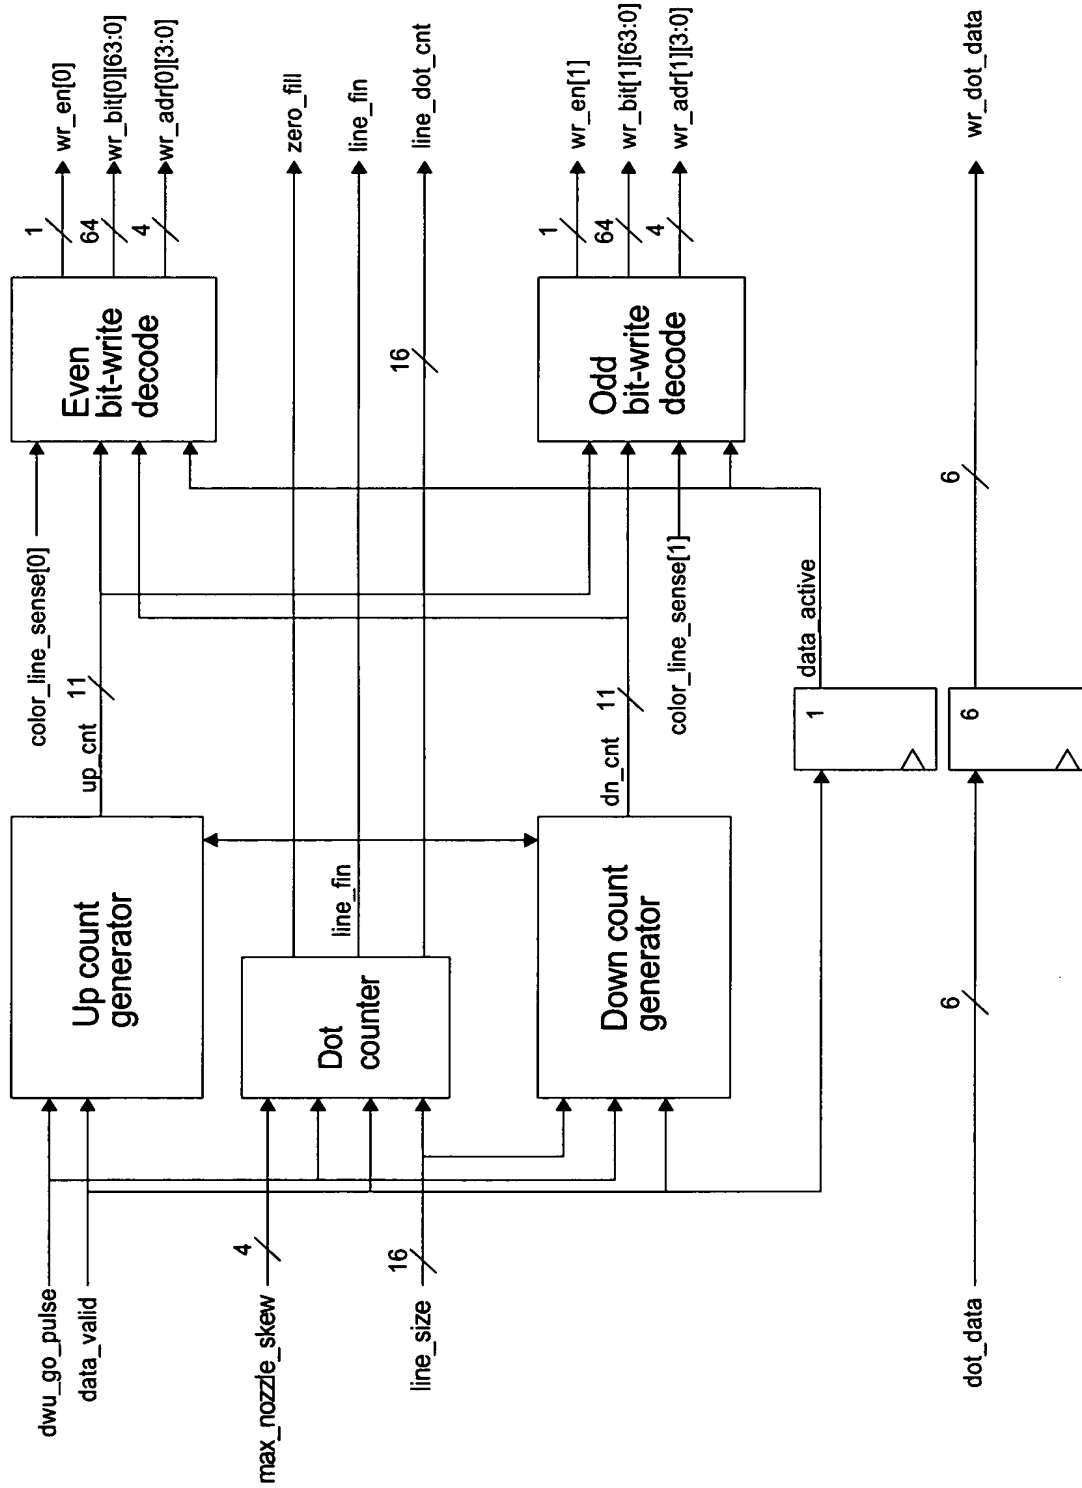 wr_en[0]
wr_bit[0][63:0]
wr_adr[0][3:0]
zero_fill
line_fin
line_dot_cnt
wr_en[1]
wr_bit[1][63:0]
wr_adr[1][3:0]
wr_dot_data
1
64
4
16
1
64
4
6
Even
bit-write
decode
Odd
bit-write
decode
color_line_sense[0]
color_line_sense[1]
up_cnt
11
dn_cnt
11
data_active
1
6
Up count
generator
line_fin
Dot
counter
Down count
generator
6
4
16
dwu_go_pulse
data_valid
max_nozzle_skew
line_size
dot_data